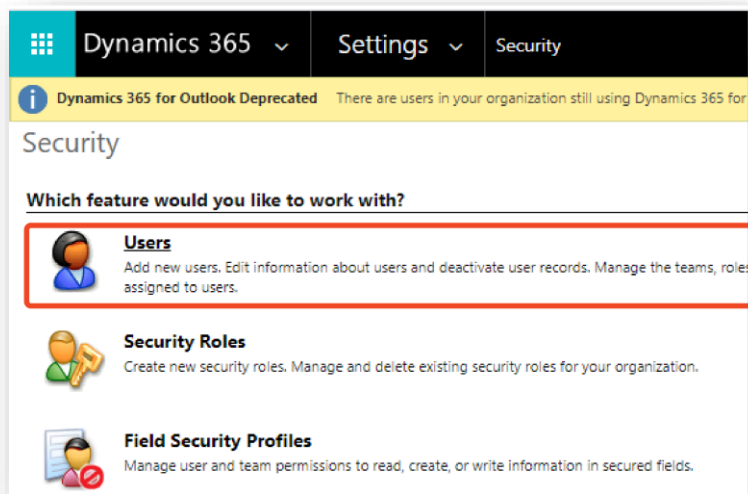 Dynamics 365 Settings Security
Dynamics 365 for Outlook Deprecated There are users in your organization still using Dynamics 365 for
Security
Which feature would you like to work with?
Users
Add new users. Edit information about users and deactivate user records. Manage the teams, roles
assigned to users.
Security Roles
Create new security roles. Manage and delete existing security roles for your organization.
Field Security Profiles
Manage user and team permissions to read, create, or write information in secured fields.